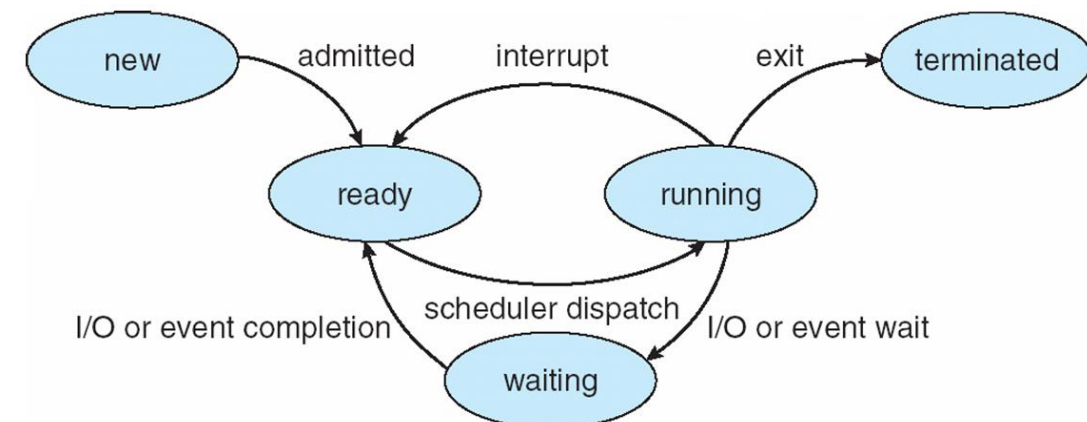 new
admitted
interrupt
exit
terminated
ready
running
scheduler dispatch
I/O or event completion
I/O or event wait
waiting